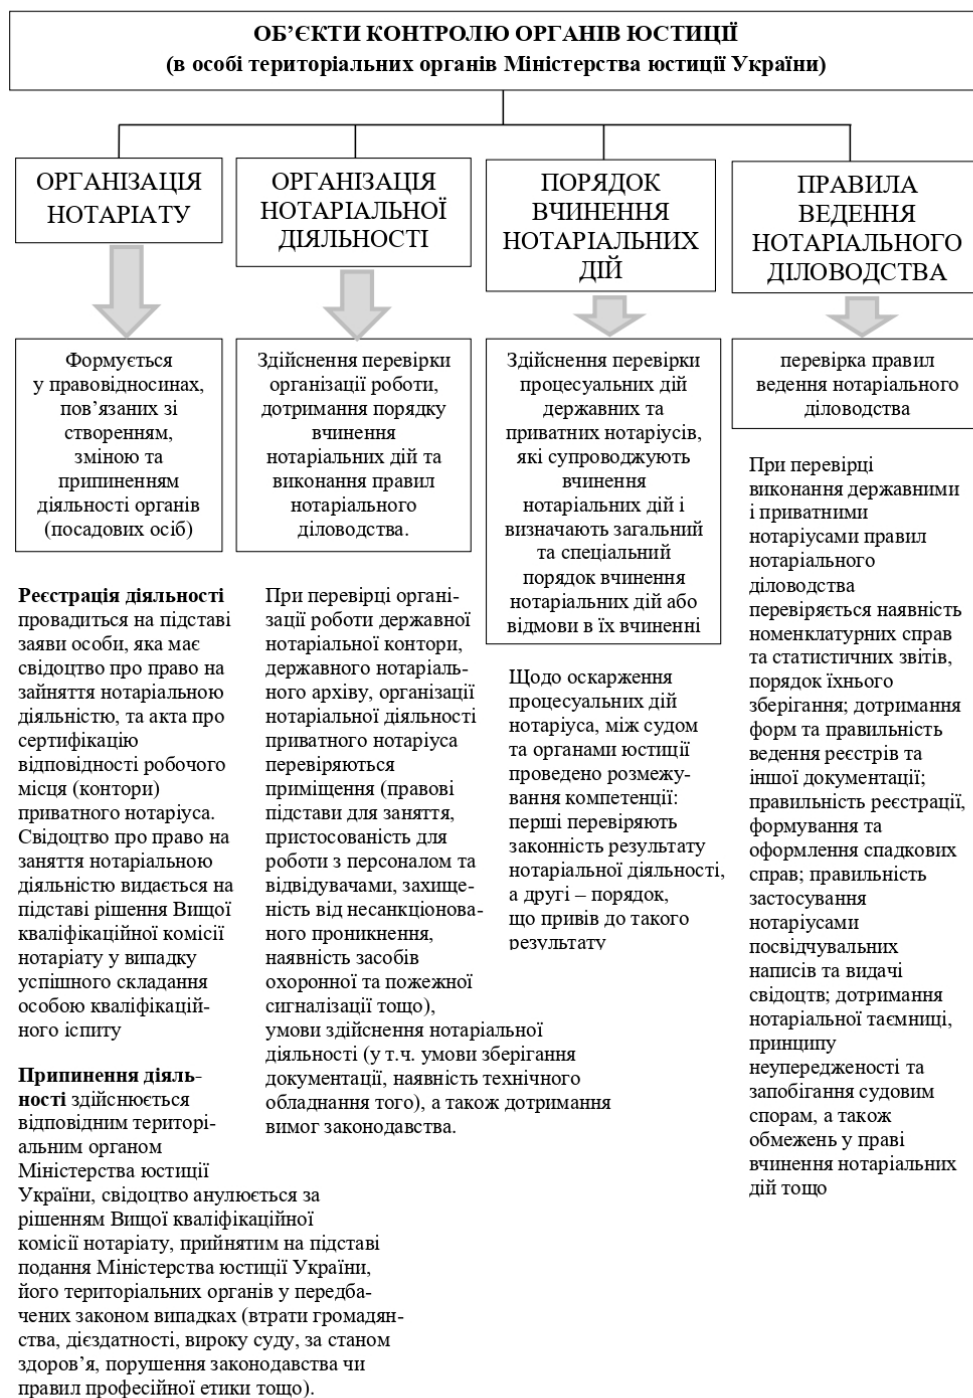 ОБ’ЄКТИ КОНТРОЛЮ ОРГАНІВ ЮСТИЦІЇ
(в особі територіальних органів Міністерства юстиції України)
ОРГАНІЗАЦІЯ
НОТАРІАТУ
Формується
у правовідносинах,
пов’язаних зі
створенням,
зміною та
припиненням
діяльності органів
(посадових осіб)
Реєстрація діяльності
провадиться на підставі
заяви особи, яка має
свідоцтво про право на
зайняття нотаріальною
діяльністю, та акта про
сертифікацію
відповідності робочого
місця (контори)
приватного нотаріуса.
Свідоцтво про право на
заняття нотаріальною
діяльністю видається на
підставі рішення Вищої
кваліфікаційної комісії
нотаріату у випадку
успішного складання
особою кваліфікацій-
ного іспиту
Припинення діяль-
ності здійснюється
відповідним територі-
альним органом
Міністерства юстиції
України, свідоцтво анулюється за
рішенням Вищої кваліфікаційної
комісії нотаріату, прийнятим на підставі
подання Міністерства юстиції України,
його територіальних органів у передба-
чених законом випадках (втрати громадян-
ства, дієздатності, вироку суду, за станом
здоров’я, порушення законодавства чи
правил професійної етики тощо).
ОРГАНІЗАЦІЯ
НОТАРІАЛЬНОЇ
ДІЯЛЬНОСТІ
Здійснення перевірки
організації роботи,
дотримання порядку
вчинення
нотаріальних дій та
виконання правил
нотаріального
діловодства.
При перевірці органі-
зації роботи державної
нотаріальної контори,
державного нотаріаль-
ного архіву, організації
нотаріальної діяльності
приватного нотаріуса
перевіряються
приміщення (правові
підстави для заняття,
пристосованість для
роботи з персоналом та
відвідувачами, захище-
ність від несанкціонова-
ного проникнення,
наявність засобів
охоронної та пожежної
сигналізації тощо),
умови здійснення нотаріальної
діяльності (у т.ч. умови зберігання
документації, наявність технічного
обладнання того), а також дотримання
вимог законодавства.
ПОРЯДОК
ВЧИНЕННЯ
НОТАРІАЛЬНИХ
ДІЙ
Здійснення перевірки
процесуальних дій
державних та
приватних нотаріусів,
які супроводжують
вчинення
нотаріальних дій і
визначають загальний
та спеціальний
порядок вчинення
нотаріальних дій або
відмови в їх вчиненні
Щодо оскарження
процесуальних дій
нотаріуса, між судом
та органами юстиції
проведено розмежу-
вання компетенції:
перші перевіряють
законність результату
нотаріальної діяльності,
а другі – порядок,
що привів до такого
результату
ПРАВИЛА
ВЕДЕННЯ
НОТАРІАЛЬНОГО
ДІЛОВОДСТВА
перевірка правил
ведення нотаріального
діловодства
При перевірці
виконання державними
і приватними
нотаріусами правил
нотаріального
діловодства
перевіряється наявність
номенклатурних справ
та статистичних звітів,
порядок їхнього
зберігання; дотримання
форм та правильність
ведення реєстрів та
іншої документації;
правильність реєстрації,
формування та
оформлення спадкових
справ; правильність
застосування
нотаріусами
посвідчувальних
написів та видачі
свідоцтв; дотримання
нотаріальної таємниці,
принципу
неупередженості та
запобігання судовим
спорам, а також
обмежень у праві
вчинення нотаріальних
дій тощо